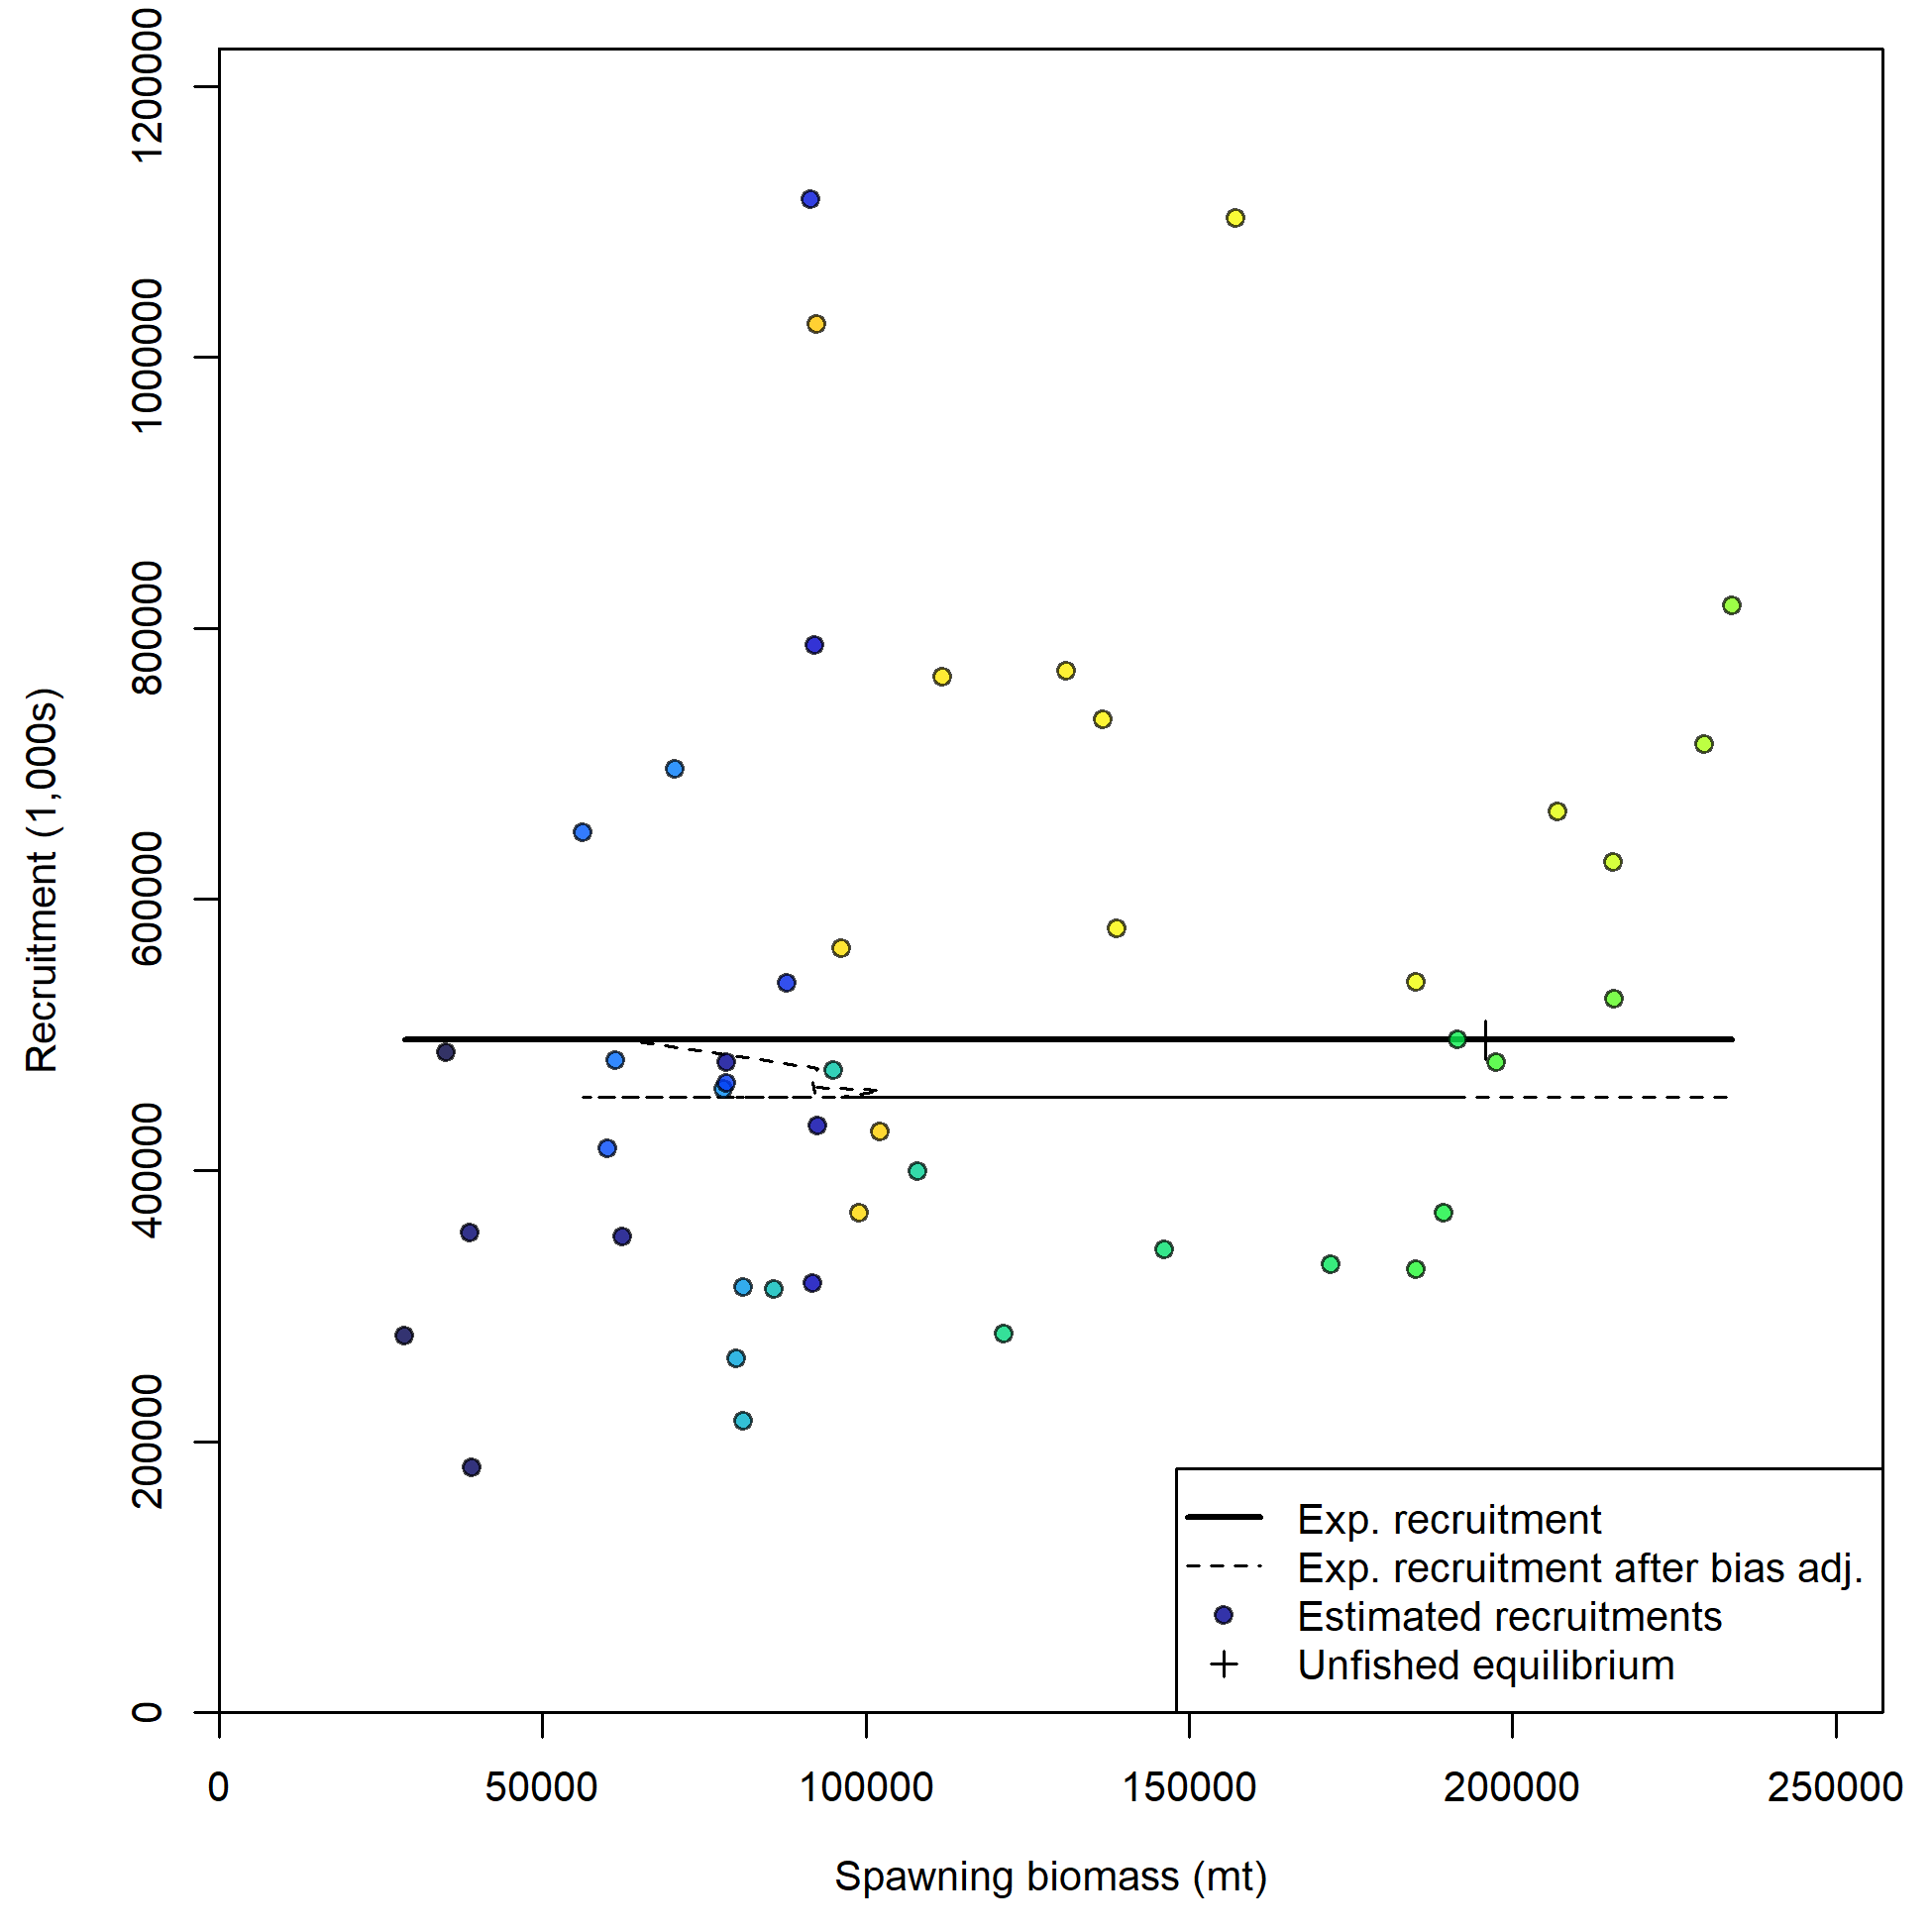 Recruitment (1,000s)
1200000
1000000
800000
600000
400000
200000
0
Exp. recruitment
Exp. recruitment after bias adj.
Estimated recruitments
Unfished equilibrium
0 50000 100000 150000 200000 250000
Spawning biomass (mt)